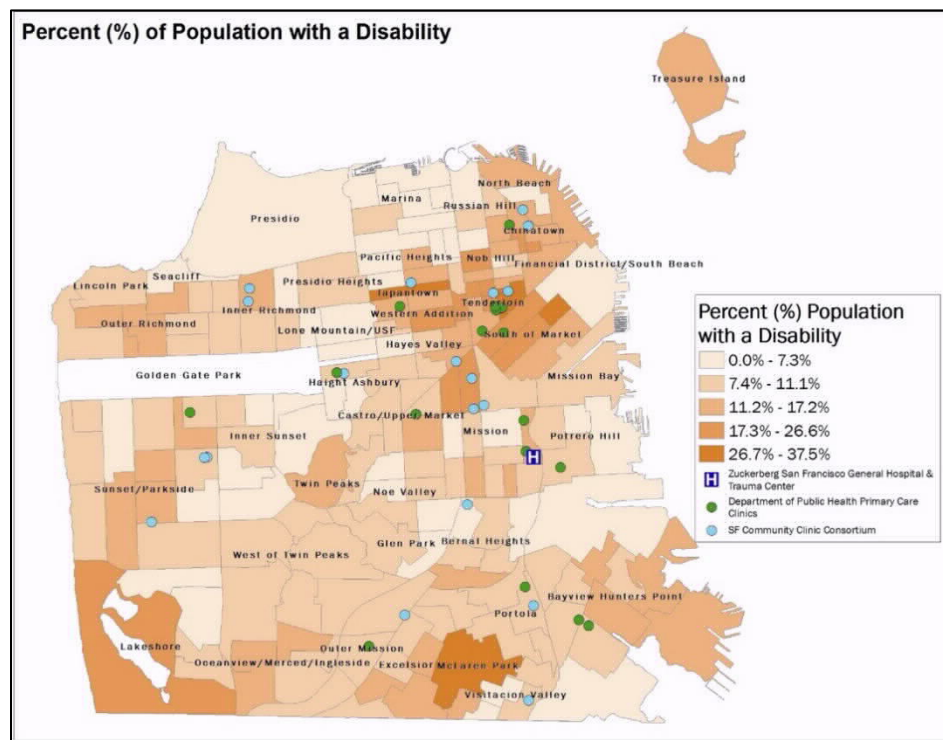 Percent (%) of Population with a Disability
Treasure Island
North Beach
Marina
Russian Hill
Presidio
Chinatown
Pacific Heights
Nob Hill
Financial District/South Beach
Seacliff
Lincoln Park
Presidio Heights
Japantown
Tenderloin
Inner Richmond
Western Addition
Outer Richmond
Lone Mountain/USF
South of Market
Hayes Valley
Golden Gate Park
Mission Bay
Haight Ashbury
Castro/Upper Market
Inner Sunset
Mission
Potrero Hill
Twin Peaks
Sunset/Parkside
Noe Valley
Glen Park
Bernal Heights
West of Twin Peaks
Bayview Hunters Point
Portola
Lakeshore
Outer Mission
Oceanview/Merced/Ingleside
Excelsior
McLaren Park
Visitacion Valley
H
Percent (%) Population
with a Disability
0.0% - 7.3%
7.4% - 11.1%
11.2% - 17.2%
17.3% - 26.6%
26.7% - 37.5%
H
Zuckerberg San Francisco General Hospital &
Trauma Center
Department of Public Health Primary Care
Clinics
SF Community Clinic Consortium